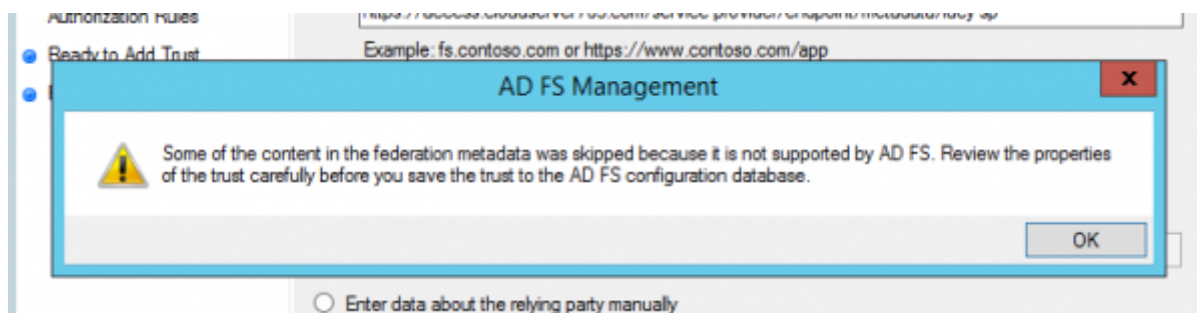 Authorization Rules
Ready to Add Trust
Example: fs.contoso.com or https://www.contoso.com/app
AD FS Management
X
Some of the content in the federation metadata was skipped because it is not supported by AD FS. Review the properties
of the trust carefully before you save the trust to the AD FS configuration database.
OK
Enter data about the relying party manually